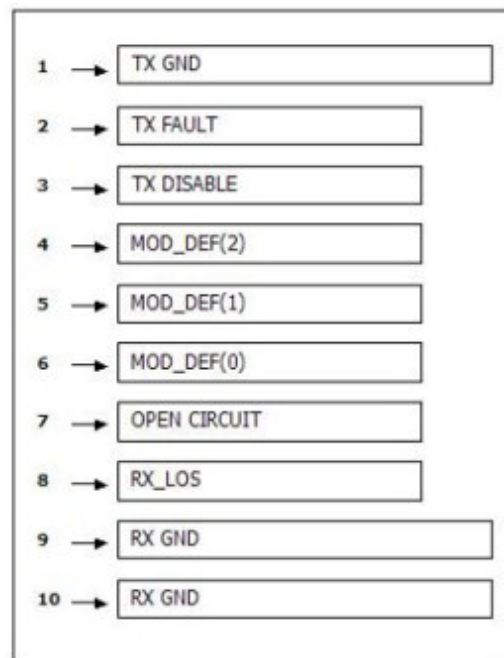 1 TX GND
2 TX FAULT
3 TX DISABLE
4 MOD_DEF(2)
5 MOD_DEF(1)
6 MOD_DEF(0)
7 OPEN CIRCUIT
8 RX_LOS
9 RX GND
10 RX GND